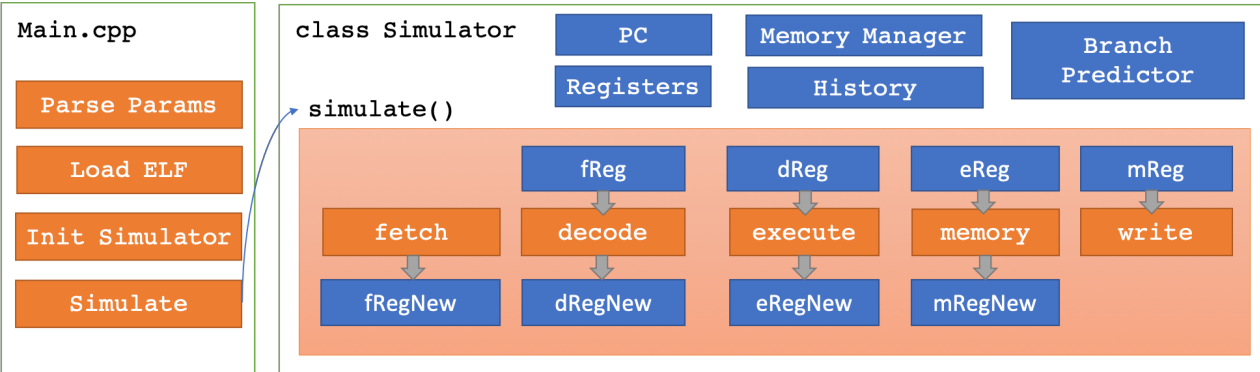 Main.cpp
Parse Params
Load ELF
Init Simulator
Simulate
class Simulator
PC
Memory Manager
Branch
Predictor
Registers
History
simulate()
fReg
dReg
eReg
mReg
fetch
decode
execute
memory
write
fRegNew
dRegNew
eRegNew
mRegNew